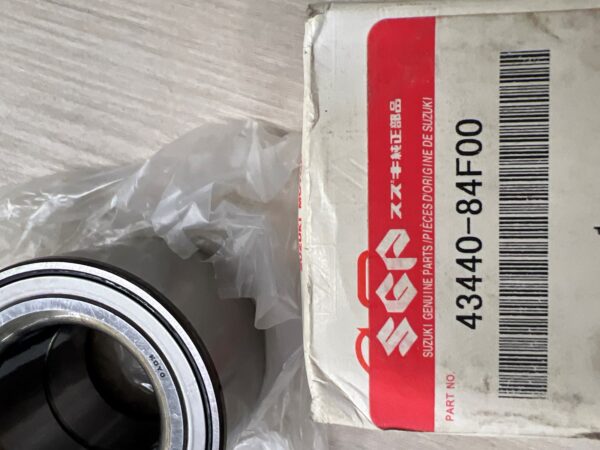 SGP スズキ純正部品
SUZUKI GENUINE PARTS/PIÈCES D'ORIGINE DE SUZUKI
PART NO. 43440-84F00
KOYO